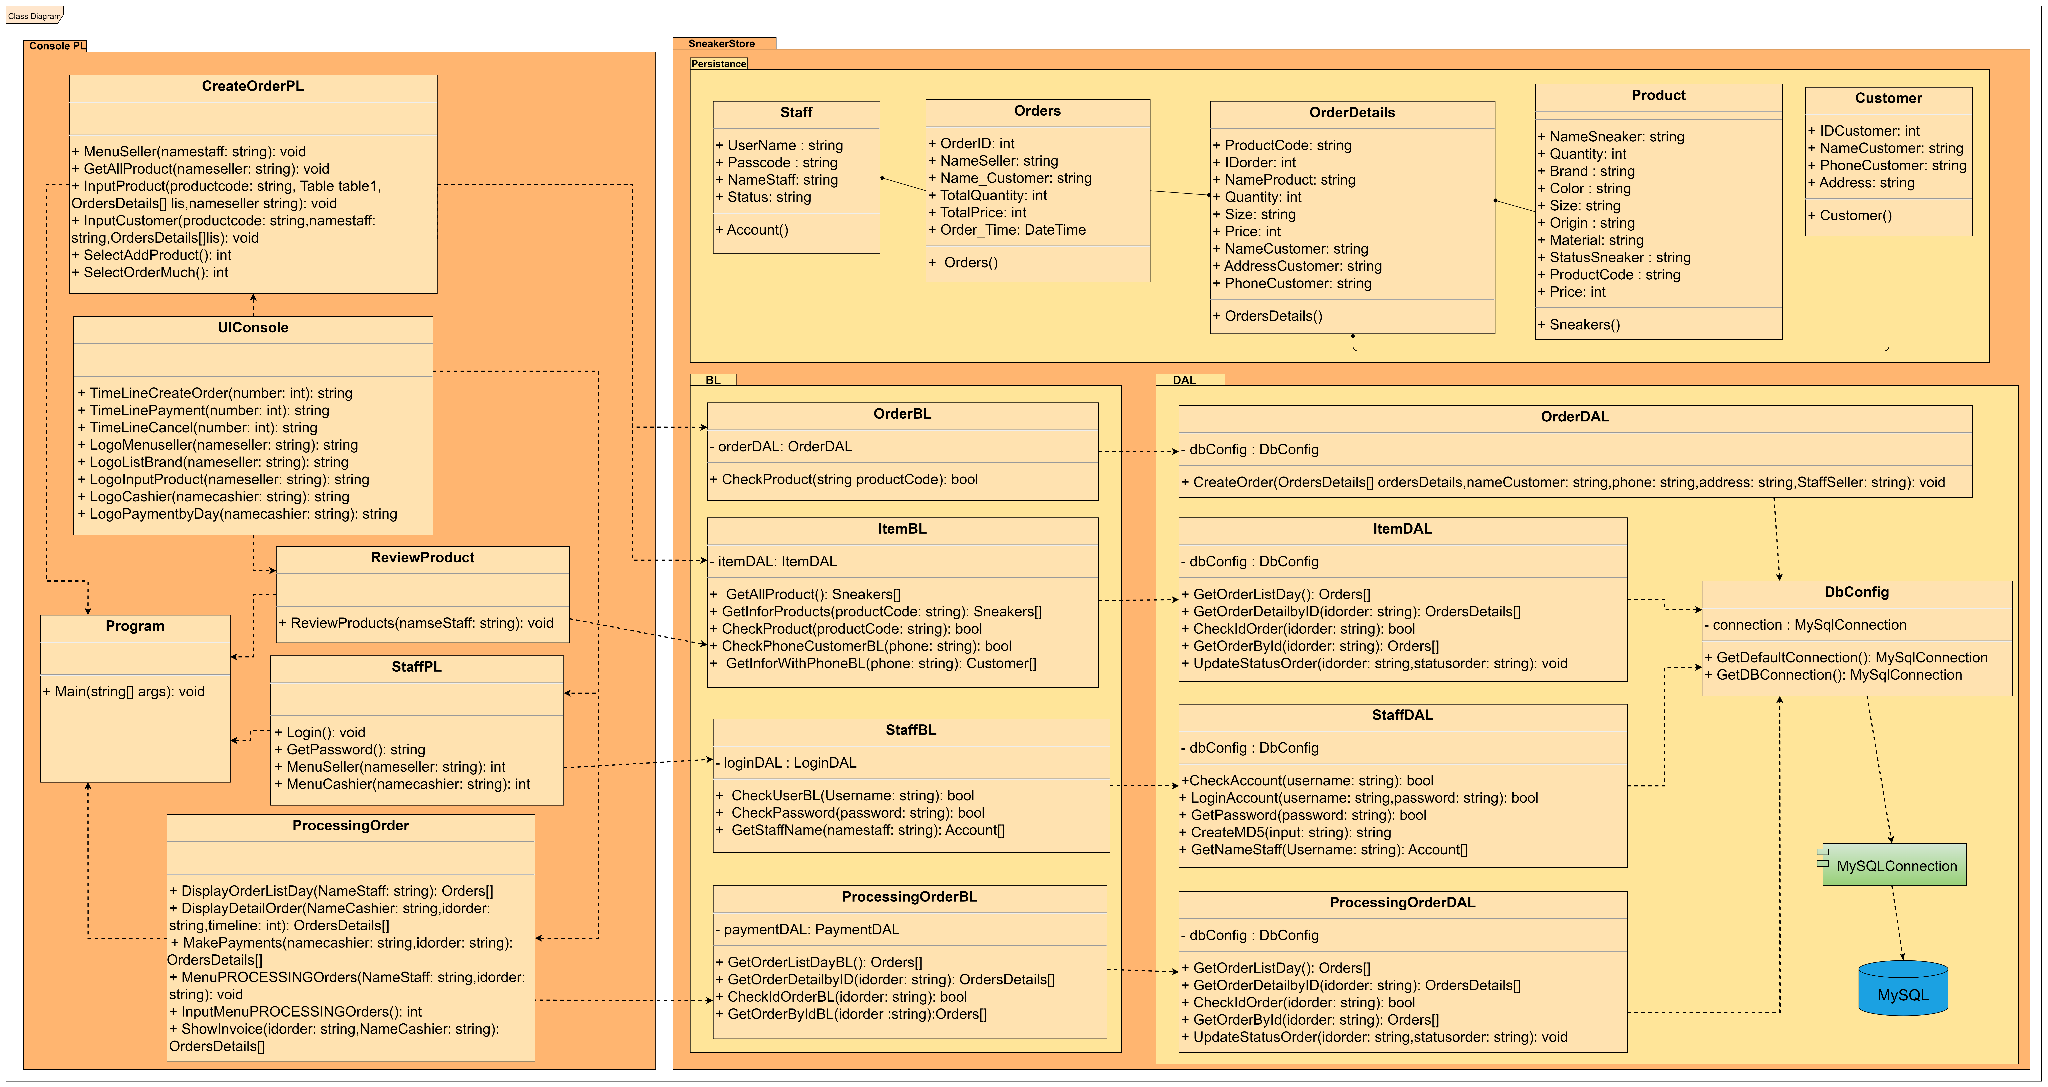 Class Diagram
Console PL
CreateOrderPL
+ MenuSeller(namestaff: string): void
+ GetAllProduct(nameseller: string): void
+ InputProduct(productcode: string, Table table1,
OrdersDetails[] lis,nameseller string): void
+ InputCustomer(productcode: string,namestaff:
string,OrdersDetails[]lis): void
+ SelectAddProduct(): int
+ SelectOrderMuch(): int
UIConsole
+ TimeLineCreateOrder(number: int): string
+ TimeLinePayment(number: int): string
+ TimeLineCancel(number: int): string
+ LogoMenuseller(nameseller: string): string
+ LogoListBrand(nameseller: string): string
+ LogoInputProduct(nameseller: string): string
+ LogoCashier(namecashier: string): string
+ LogoPaymentbyDay(namecashier: string): string
ReviewProduct
+ ReviewProducts(namseStaff: string): void
Program
+ Main(string[] args): void
StaffPL
+ Login(): void
+ GetPassword(): string
+ MenuSeller(nameseller: string): int
+ MenuCashier(namecashier: string): int
ProcessingOrder
+ DisplayOrderListDay(NameStaff: string): Orders[]
+ DisplayDetailOrder(NameCashier: string,idorder:
string,timeline: int): OrdersDetails[]
+ MakePayments(namecashier: string,idorder: string):
OrdersDetails[]
+ MenuPROCESSINGOrders(NameStaff: string,idorder:
string): void
+ InputMenuPROCESSINGOrders(): int
+ ShowInvoice(idorder: string,NameCashier: string):
OrdersDetails[]
SneakerStore
Persistance
Staff
+ UserName : string
+ Passcode : string
+ NameStaff: string
+ Status: string
+ Account()
Orders
+ OrderID: int
+ NameSeller: string
+ Name_Customer: string
+ TotalQuantity: int
+ TotalPrice: int
+ Order_Time: DateTime
+ Orders()
OrderDetails
+ ProductCode: string
+ IDorder: int
+ NameProduct: string
+ Quantity: int
+ Size: string
+ Price: int
+ NameCustomer: string
+ AddressCustomer: string
+ PhoneCustomer: string
+ OrdersDetails()
Product
+ NameSneaker: string
+ Quantity: int
+ Brand : string
+ Color : string
+ Size: string
+ Origin : string
+ Material: string
+ StatusSneaker : string
+ ProductCode : string
+ Price: int
+ Sneakers()
Customer
+ IDCustomer: int
+ NameCustomer: string
+ PhoneCustomer: string
+ Address: string
+ Customer()
BL
OrderBL
- orderDAL: OrderDAL
+ CheckProduct(string productCode): bool
ItemBL
- itemDAL: ItemDAL
+ GetAllProduct(): Sneakers[]
+ GetInforProducts(productCode: string): Sneakers[]
+ CheckProduct(productCode: string): bool
+ CheckPhoneCustomerBL(phone: string): bool
+ GetInforWithPhoneBL(phone: string): Customer[]
StaffBL
- loginDAL : LoginDAL
+ CheckUserBL(Username: string): bool
+ CheckPassword(password: string): bool
+ GetStaffName(namestaff: string): Account[]
ProcessingOrderBL
- paymentDAL: PaymentDAL
+ GetOrderListDayBL(): Orders[]
+ GetOrderDetailbyID(idorder: string): OrdersDetails[]
+ CheckIdOrderBL(idorder: string): bool
+ GetOrderByIdBL(idorder :string):Orders[]
DAL
OrderDAL
- dbConfig : DbConfig
+ CreateOrder(OrdersDetails[] ordersDetails,nameCustomer: string,phone: string,address: string,StaffSeller: string): void
ItemDAL
- dbConfig : DbConfig
+ GetOrderListDay(): Orders[]
+ GetOrderDetailbyID(idorder: string): OrdersDetails[]
+ CheckIdOrder(idorder: string): bool
+ GetOrderById(idorder: string): Orders[]
+ UpdateStatusOrder(idorder: string,statusorder: string): void
StaffDAL
- dbConfig : DbConfig
+CheckAccount(username: string): bool
+ LoginAccount(username: string,password: string): bool
+ GetPassword(password: string): bool
+ CreateMD5(input: string): string
+ GetNameStaff(Username: string): Account[]
ProcessingOrderDAL
- dbConfig : DbConfig
+ GetOrderListDay(): Orders[]
+ GetOrderDetailbyID(idorder: string): OrdersDetails[]
+ CheckIdOrder(idorder: string): bool
+ GetOrderById(idorder: string): Orders[]
+ UpdateStatusOrder(idorder: string,statusorder: string): void
DbConfig
- connection : MySqlConnection
+ GetDefaultConnection(): MySqlConnection
+ GetDBConnection(): MySqlConnection
MySQLConnection
MySQL